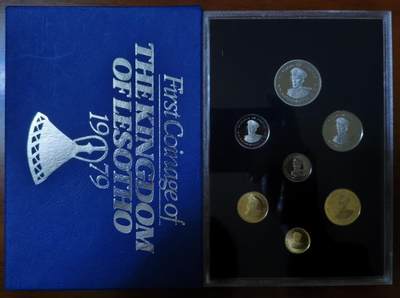 First Coinage of
THE KINGDOM
OF LESOTHO
1979